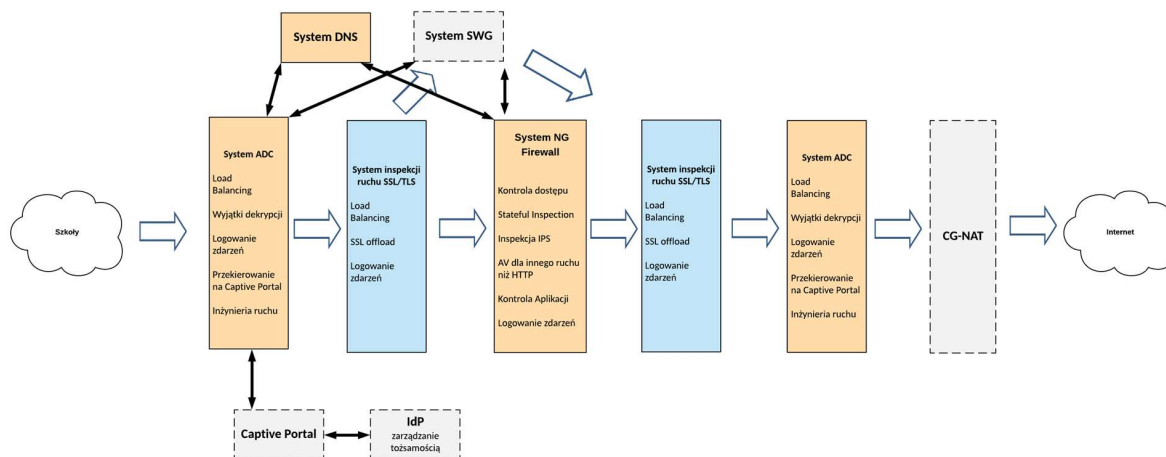 System DNS
System SWG
Szkoły
System ADC
Load
Balancing
Wyjątki dekrypcji
Logowanie
zdarzeń
Przekierowanie
na Captive Portal
Inżynieria ruchu
System inspekcji
ruchu SSL/TLS
Load
Balancing
SSL offload
Logowanie
zdarzeń
System NG
Firewall
Kontrola dostępu
Stateful Inspection
Inspekcja IPS
AV dla innego ruchu
niż HTTP
Kontrola Aplikacji
Logowanie zdarzeń
System inspekcji
ruchu SSL/TLS
Load
Balancing
SSL offload
Logowanie
zdarzeń
System ADC
Load
Balancing
Wyjątki dekrypcji
Logowanie
zdarzeń
Przekierowanie
na Captive Portal
Inżynieria ruchu
CG-NAT
Internet
Captive Portal
IdP
zarządzanie
tożsamością